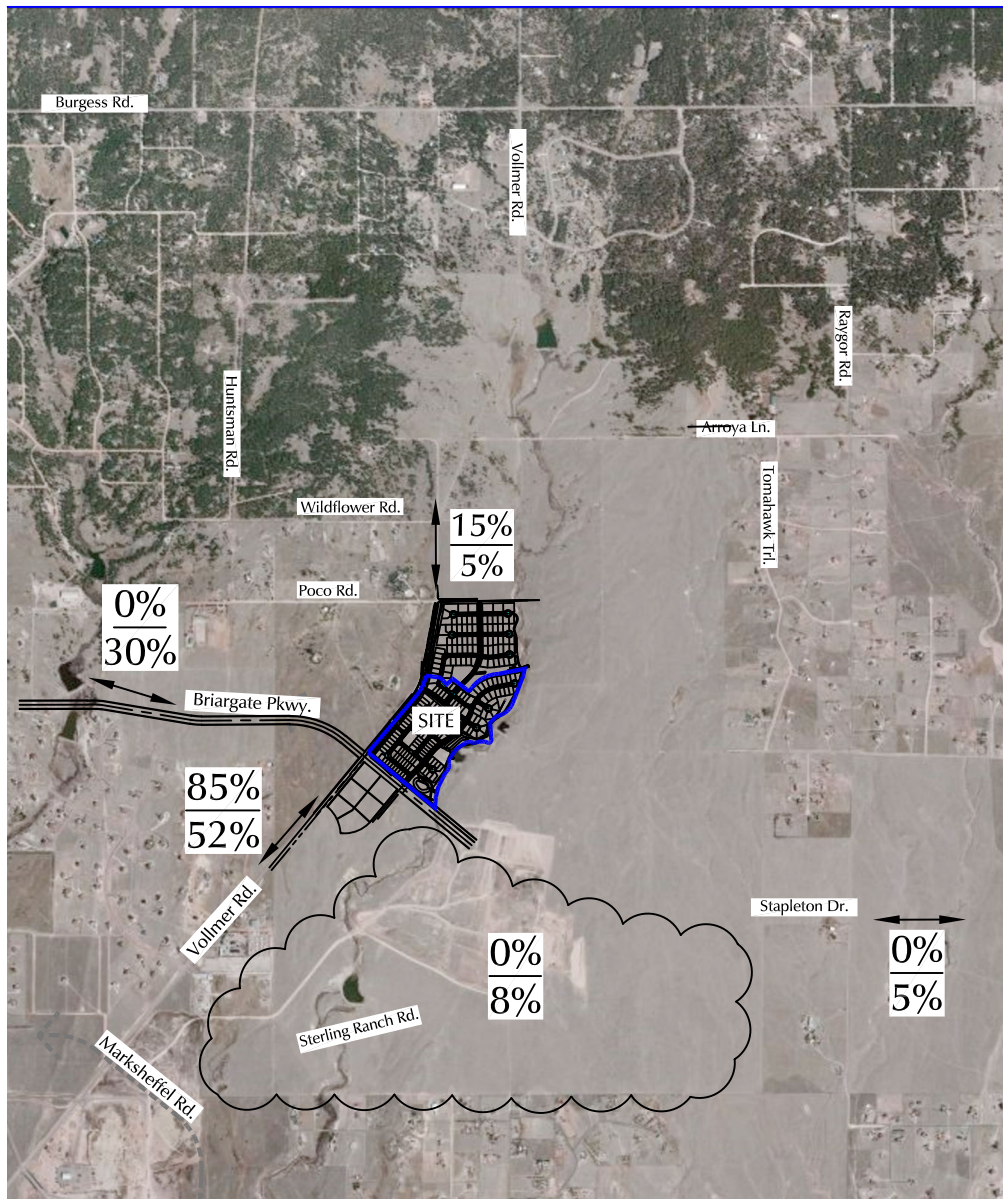 Burgess Rd.
Vollmer Rd.
Raygor Rd.
Huntsman Rd.
Arroya Ln.
Tomahawk Trl.
Wildflower Rd.
15%
5%
Poco Rd.
0%
30%
Briargate Pkwy.
SITE
85%
52%
Vollmer Rd.
Stapleton Dr.
0%
8%
0%
5%
Sterling Ranch Rd.
Marksheffel Rd.